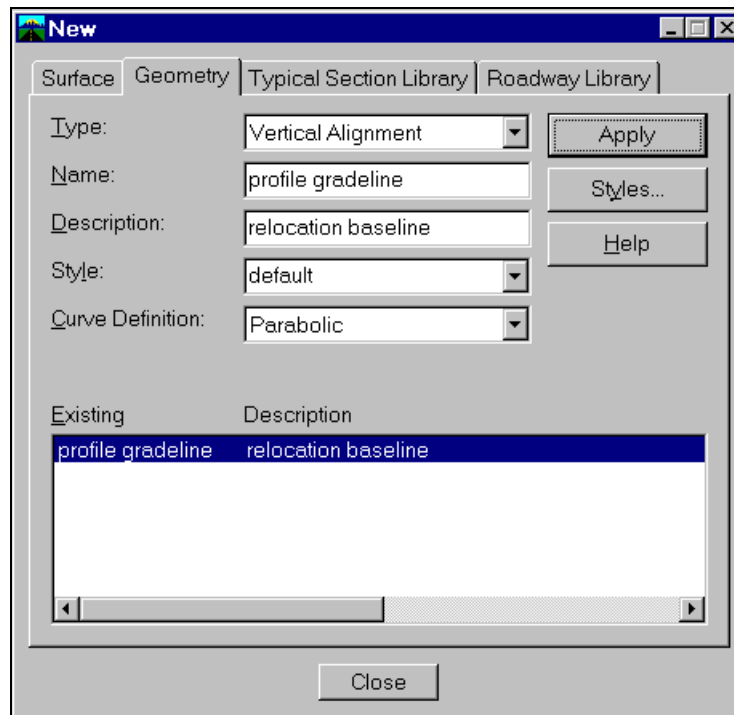 New
Surface Geometry Typical Section Library Roadway Library
Type: Vertical Alignment Apply
Name: profile gradeline Styles...
Description: relocation baseline Help
Style: default
Curve Definition: Parabolic
Existing Description
profile gradeline relocation baseline
Close